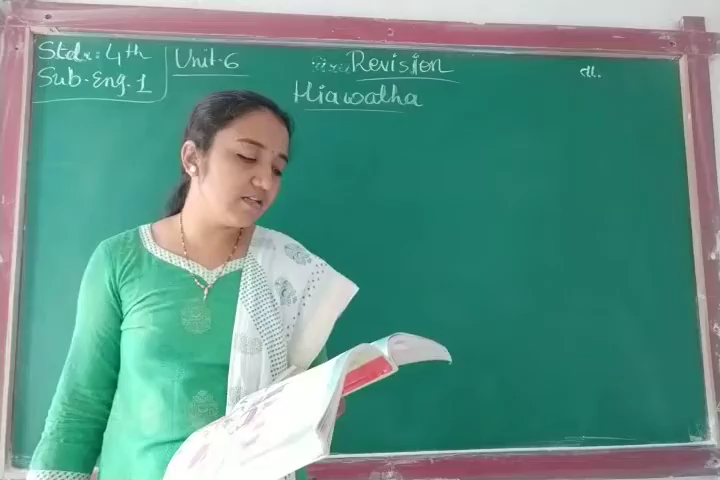 Std: 4th
Sub. Eng. 1
Unit-6
Revision
Hiawatha